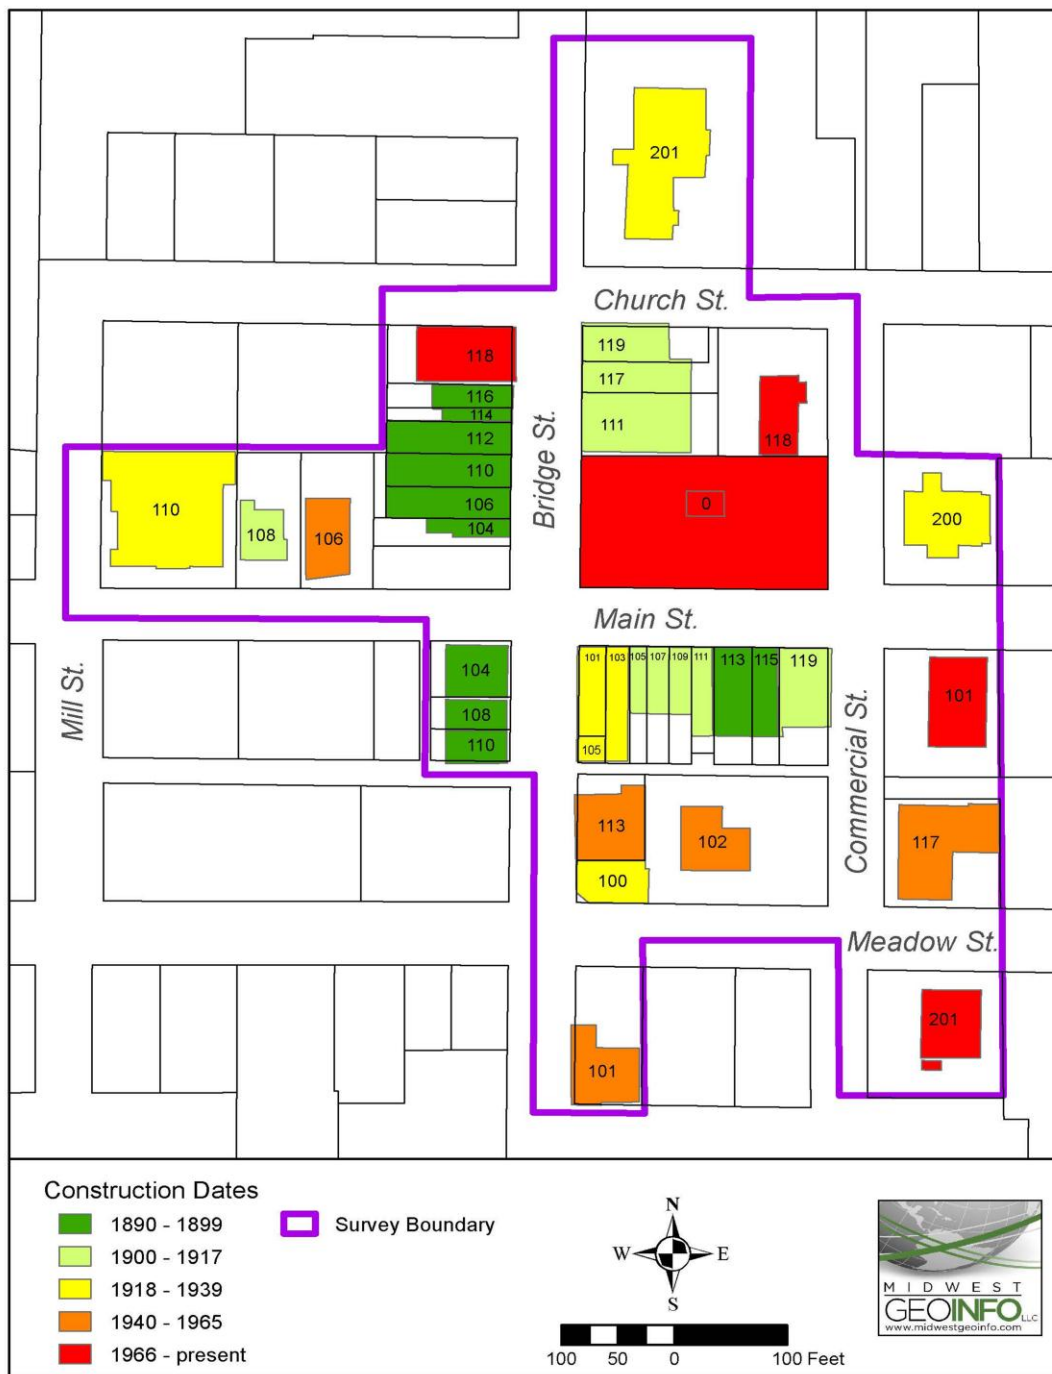 201
Church St.
118
119
116
117
114
111
118
112
110
106
104
Bridge St.
110
108
106
0
200
Main St.
104
108
110
101
103
105
107
109
111
113
115
119
105
101
Mill St.
Commercial St.
113
102
117
100
Meadow St.
101
201
Construction Dates
1890 - 1899
1900 - 1917
1918 - 1939
1940 - 1965
1966 - present
Survey Boundary
N
W
E
S
100 50 0 100 Feet
MIDWEST
GEOINFO LLC
www.midwestgeoinfo.com